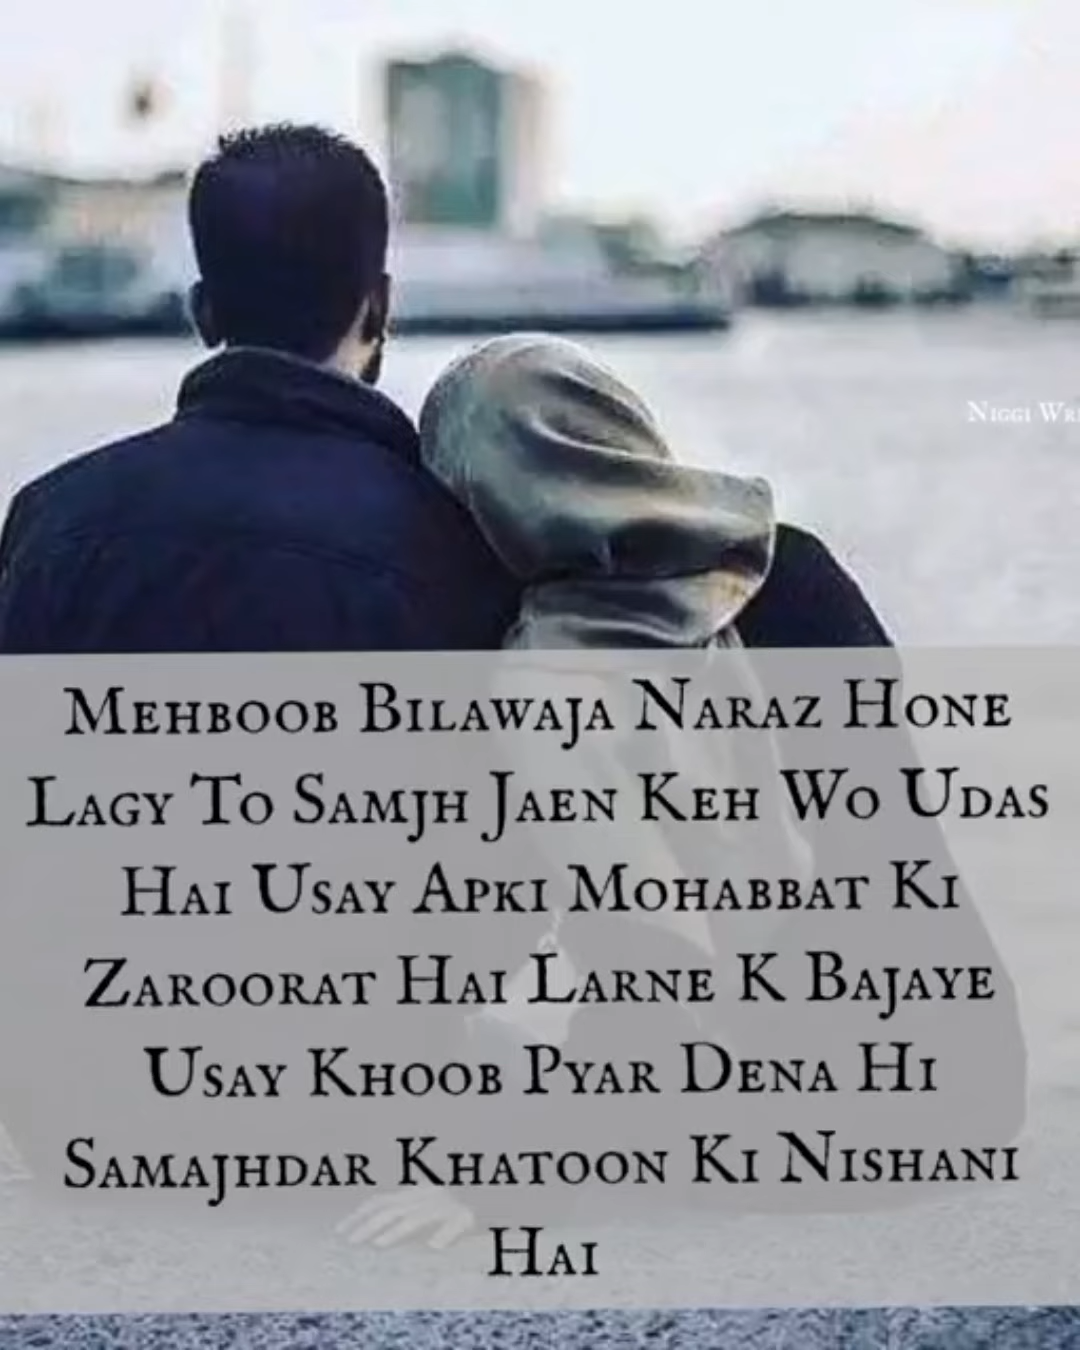 Niggi
Mehboob Bilawaja Naraz Hone
Lagy To Samjh Jaen Keh Wo Udas
Hai Usay Apki Mohabbat Ki
Zaroorat Hai Larne K Bajaye
Usay Khoob Pyar Dena Hi
Samajhdar Khatoon Ki Nishani
Hai